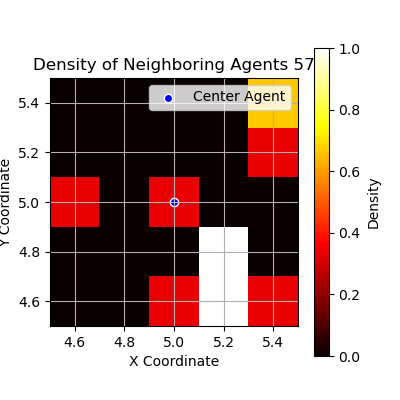 Density of Neighboring Agents 57
Center Agent
5.4
5.2
5.0
4.8
4.6
4.6 4.8 5.0 5.2 5.4
X Coordinate
Y Coordinate
1.0
0.8
0.6
0.4
0.2
0.0
Density